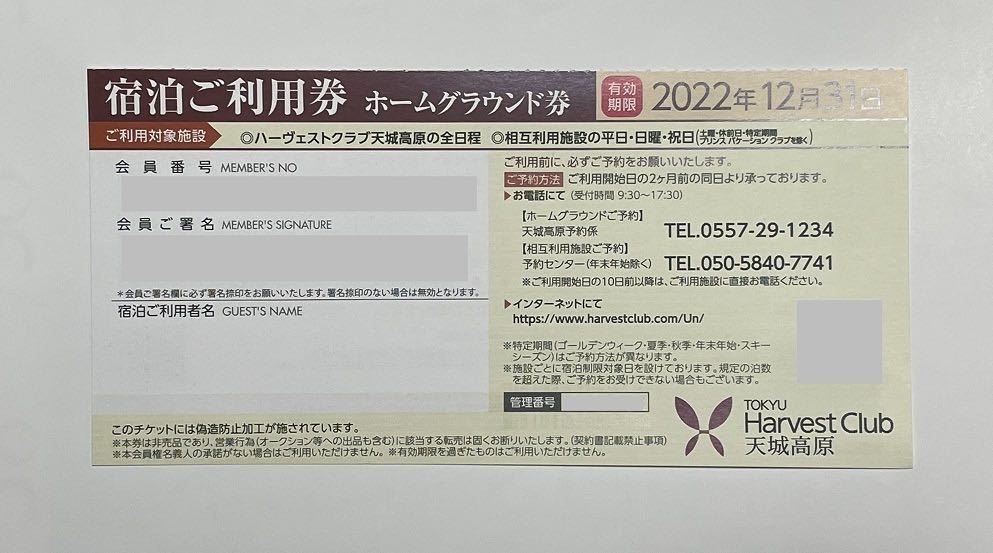 宿泊ご利用券 ホームグラウンド券 有効期限 2022年12月31日
ご利用対象施設 ◎ハーヴェストクラブ天城高原の全日程 ◎相互利用施設の平日・日曜・祝日(土曜・休前日・特定期間 プリンス バケーション クラブを除く)
会員番号 MEMBER'S NO
会員ご署名 MEMBER'S SIGNATURE
*会員ご署名欄に必ず署名捺印をお願いいたします。署名捺印のない場合は無効となります。
宿泊ご利用者名 GUEST'S NAME
ご利用前に、必ずご予約をお願いいたします。
ご予約方法 ご利用開始日の2ヶ月前の同日より承っております。
▶お電話にて (受付時間 9:30~17:30)
【ホームグラウンドご予約】
天城高原予約係 TEL.0557-29-1234
【相互利用施設ご予約】
予約センター(年末年始除く) TEL.050-5840-7741
※ご利用開始日の10日前以降は、ご利用施設に直接お電話ください。
▶インターネットにて
https://www.harvestclub.com/Un/
※特定期間(ゴールデンウィーク・夏季・秋季・年末年始・スキー
シーズン)はご予約方法が異なります。
※施設ごとに宿泊制限対象日を設けております。規定の泊数
を超えた際、ご予約をお受けできない場合もございます。
管理番号
このチケットには偽造防止加工が施されています。
※本券は非売品であり、営業行為(オークション等への出品も含む)に該当する転売は固くお断りいたします。(契約書記載禁止事項)
※本会員権名義人の承諾がない場合はご利用いただけません。※有効期限を過ぎたものはご利用いただけません。
TOKYU
Harvest Club
天城高原